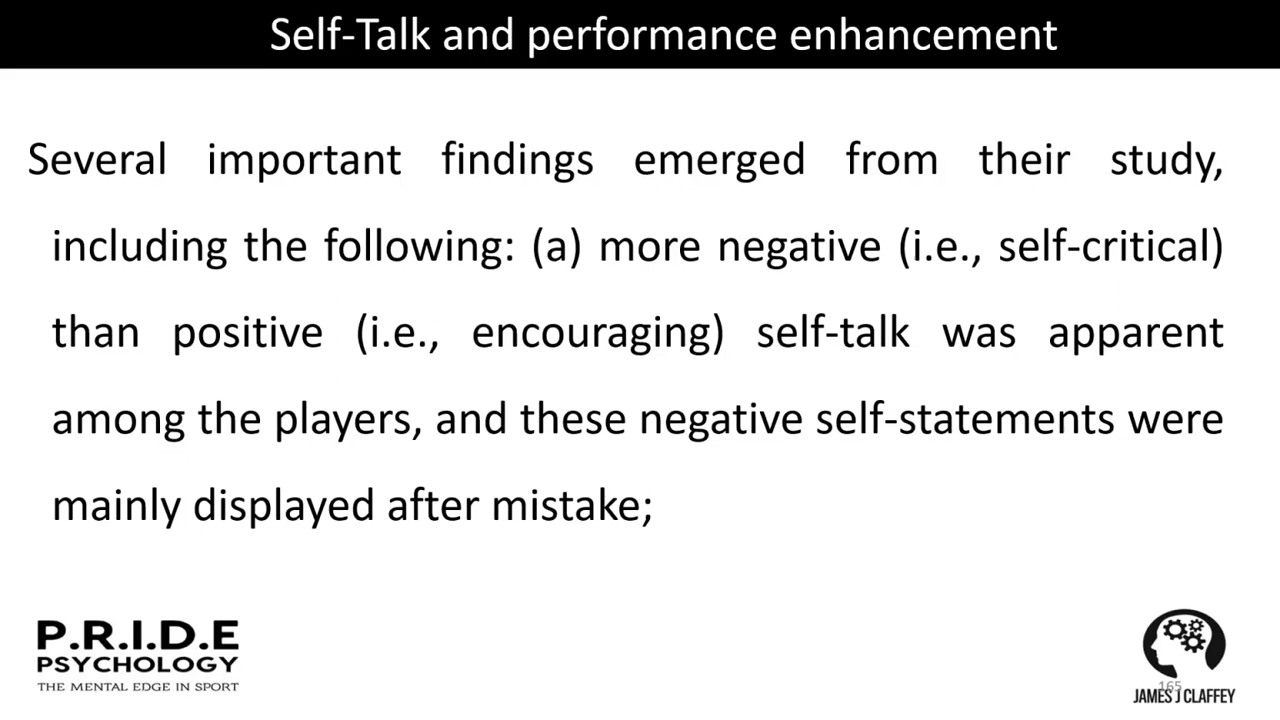 Self-Talk and performance enhancement
Several important findings emerged from their study,
including the following: (a) more negative (i.e., self-critical)
than positive (i.e., encouraging) self-talk was apparent
among the players, and these negative self-statements were
mainly displayed after mistake;
P.R.I.D.E
PSYCHOLOGY
THE MENTAL EDGE IN SPORT
165
JAMES J CLAFFEY